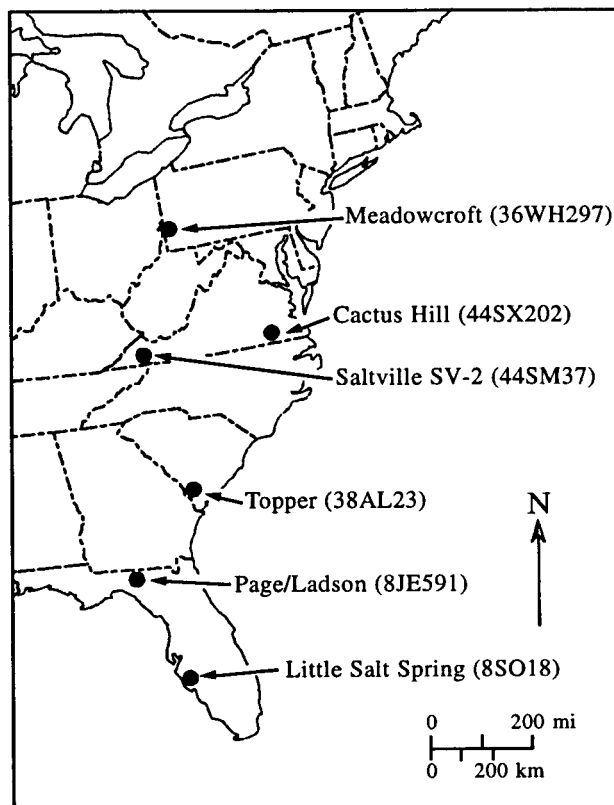 Meadowcroft (36WH297)
Cactus Hill (44SX202)
Saltville SV-2 (44SM37)
Topper (38AL23)
N
Page/Ladson (8JE591)
Little Salt Spring (8SO18)
0 200 mi
0 200 km